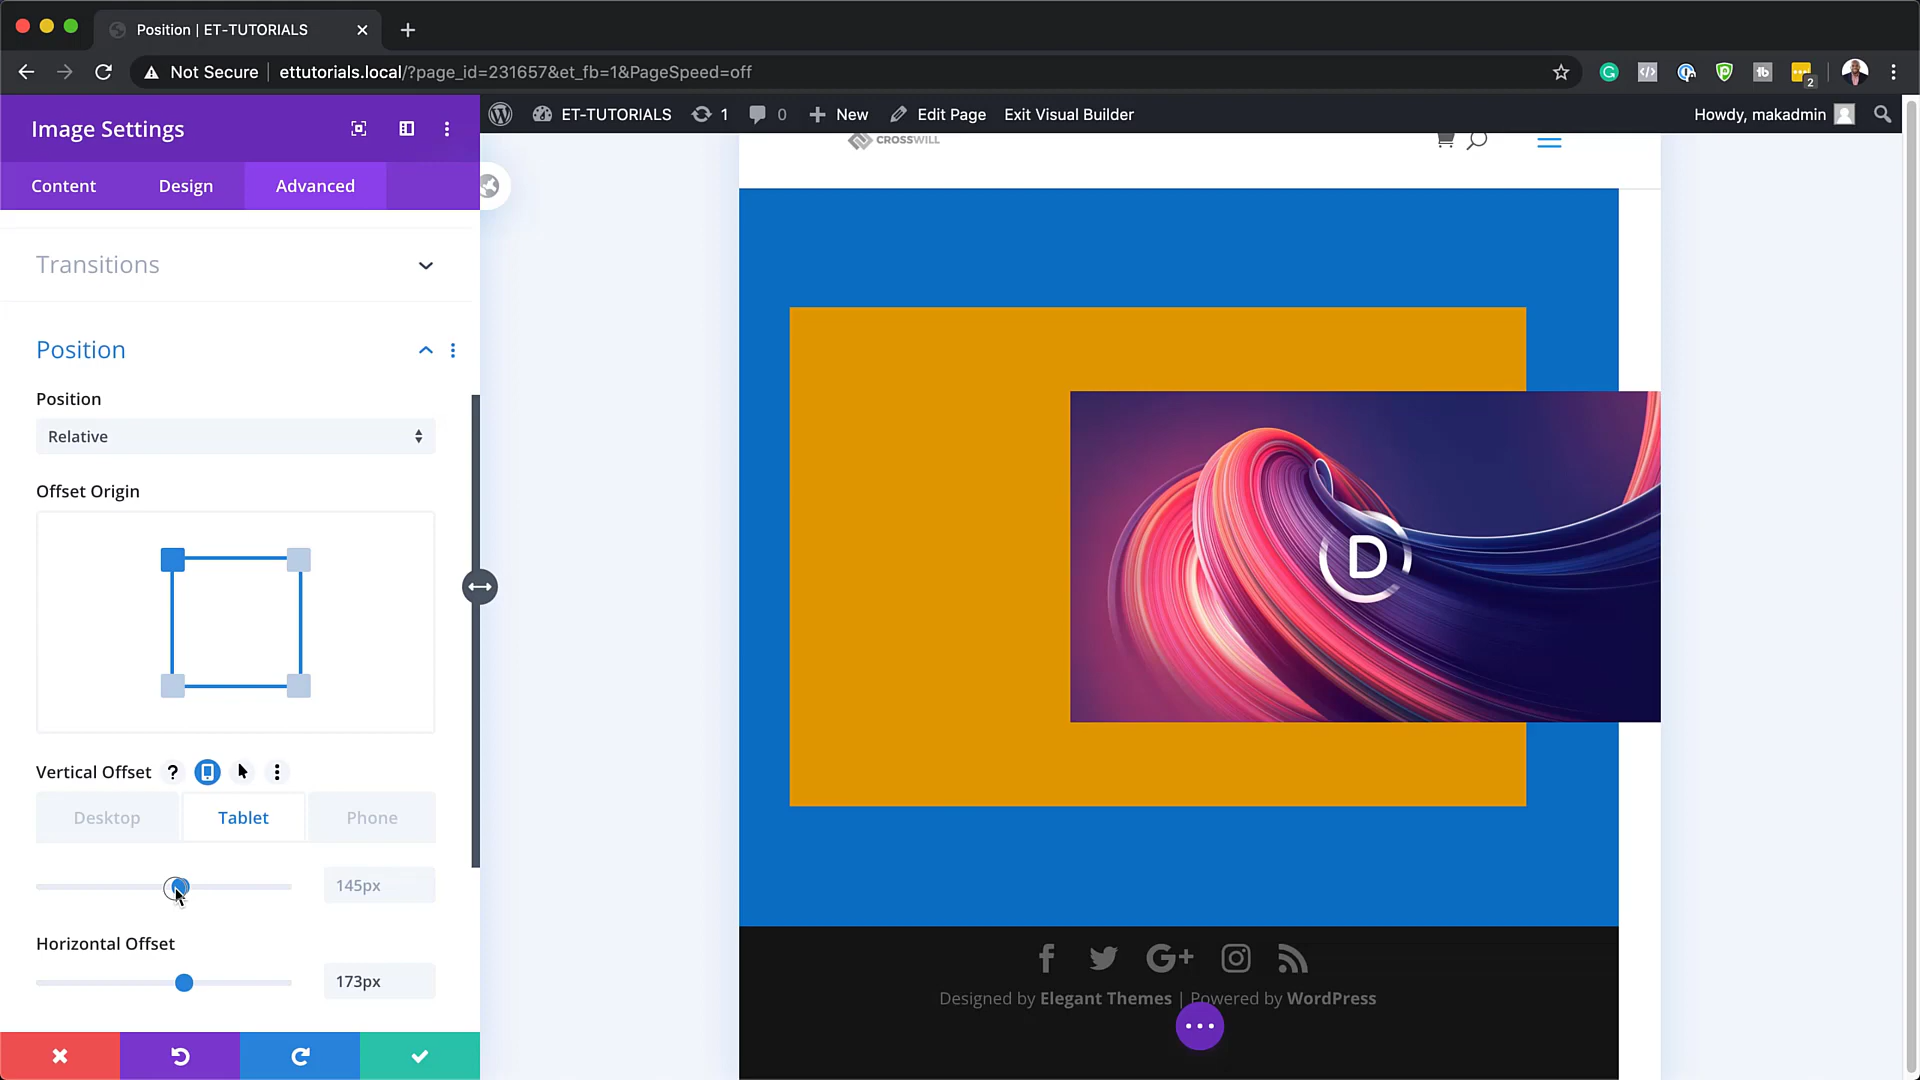 Position | ET-TUTORIALS
Not Secure | ettutorials.local/?page_id=231657&et_fb=1&PageSpeed=off
2
Image Settings
ET-TUTORIALS 1 0 New Edit Page Exit Visual Builder Howdy, makadmin
CROSSWILL
Content Design Advanced
Transitions
Position
Position
Relative
Offset Origin
D
Vertical Offset ?
Desktop Tablet Phone
145px
Horizontal Offset
173px
G+
Designed by Elegant Themes | Powered by WordPress